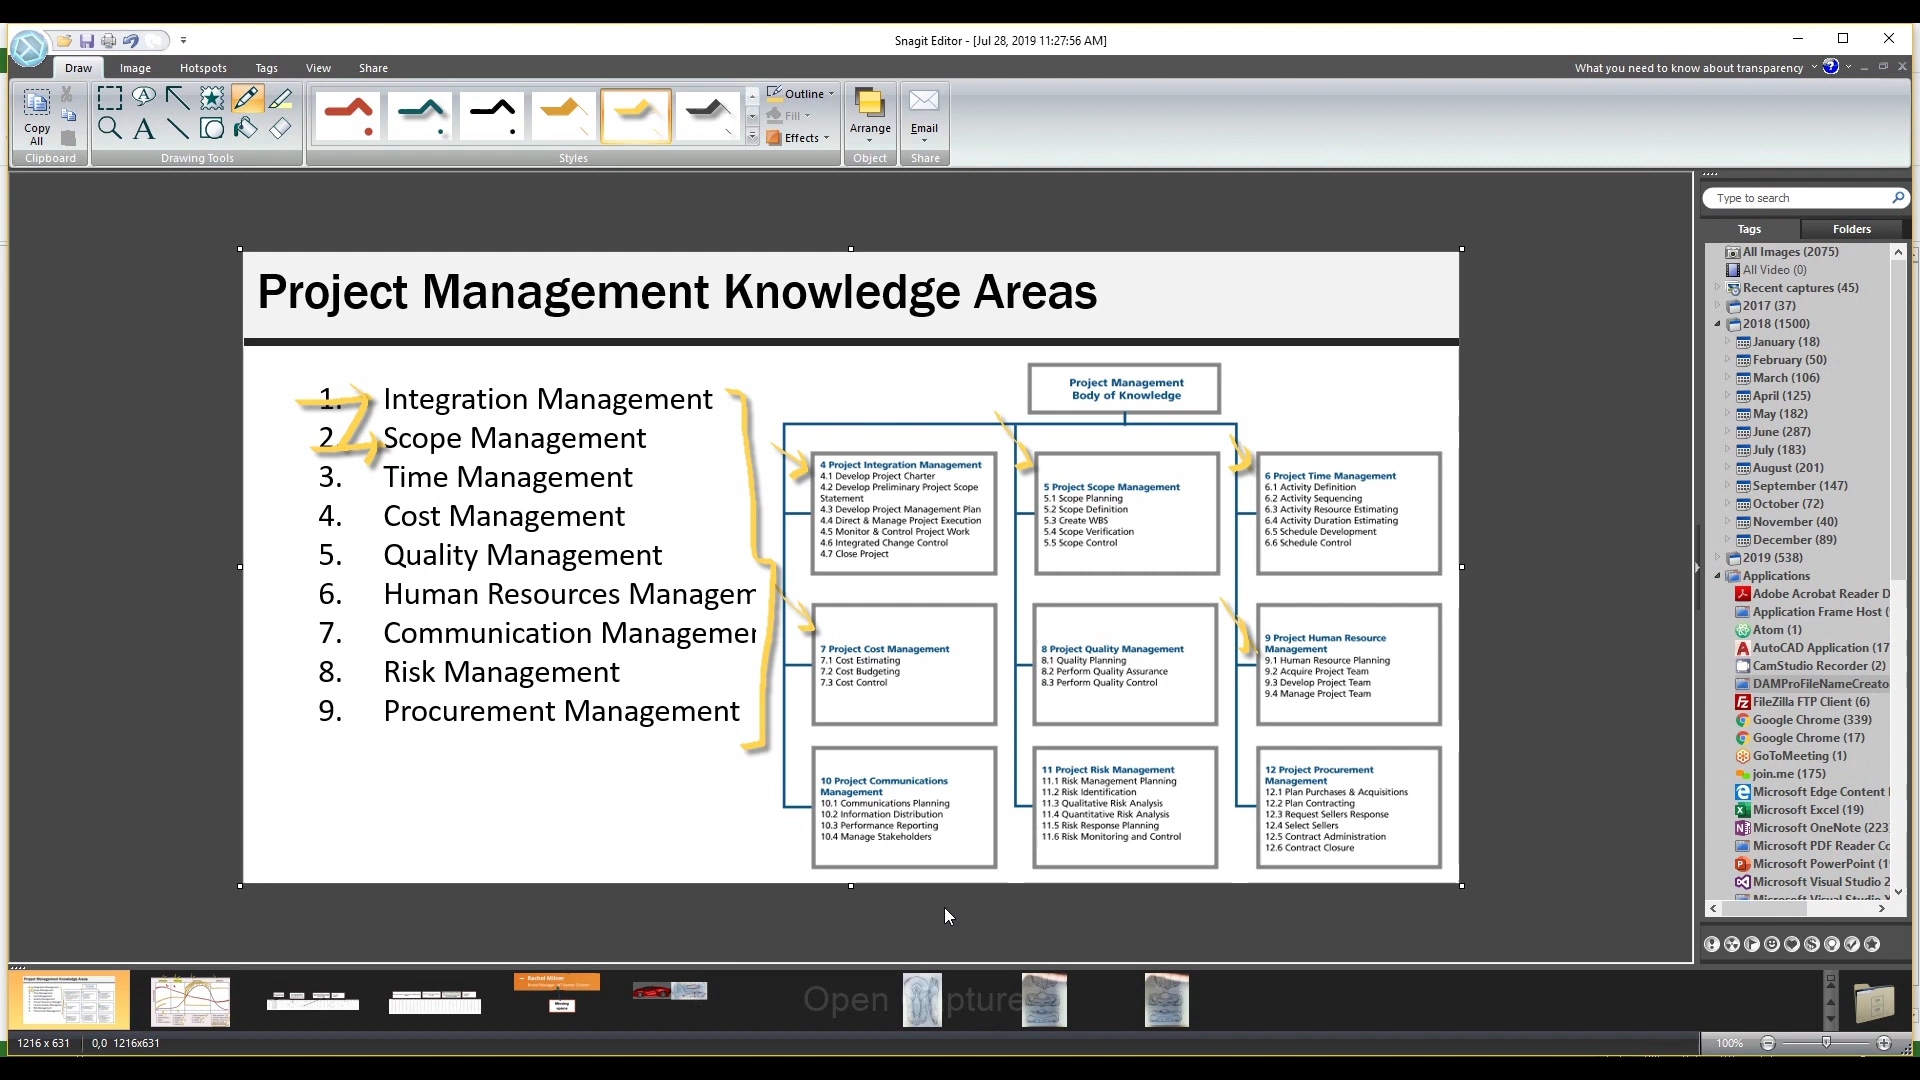 Snagit Editor - [Jul 28, 2019 11:27:56 AM]
Draw
Image
Hotspots
Tags
View
Share
What you need to know about transparency
Copy
All
Clipboard
Drawing Tools
Styles
Outline
Fill
Effects
Arrange
Object
Email
Share
Project Management Knowledge Areas
1. Integration Management
2. Scope Management
3. Time Management
4. Cost Management
5. Quality Management
6. Human Resources Managem
7. Communication Managemer
8. Risk Management
9. Procurement Management
Project Management
Body of Knowledge
4 Project Integration Management
4.1 Develop Project Charter
4.2 Develop Preliminary Project Scope
Statement
4.3 Develop Project Management Plan
4.4 Direct & Manage Project Execution
4.5 Monitor & Control Project Work
4.6 Integrated Change Control
4.7 Close Project
5 Project Scope Management
5.1 Scope Planning
5.2 Scope Definition
5.3 Create WBS
5.4 Scope Verification
5.5 Scope Control
6 Project Time Management
6.1 Activity Definition
6.2 Activity Sequencing
6.3 Activity Resource Estimating
6.4 Activity Duration Estimating
6.5 Schedule Development
6.6 Schedule Control
7 Project Cost Management
7.1 Cost Estimating
7.2 Cost Budgeting
7.3 Cost Control
8 Project Quality Management
8.1 Quality Planning
8.2 Perform Quality Assurance
8.3 Perform Quality Control
9 Project Human Resource
Management
9.1 Human Resource Planning
9.2 Acquire Project Team
9.3 Develop Project Team
9.4 Manage Project Team
10 Project Communications
Management
10.1 Communications Planning
10.2 Information Distribution
10.3 Performance Reporting
10.4 Manage Stakeholders
11 Project Risk Management
11.1 Risk Management Planning
11.2 Risk Identification
11.3 Qualitative Risk Analysis
11.4 Quantitative Risk Analysis
11.5 Risk Response Planning
11.6 Risk Monitoring and Control
12 Project Procurement
Management
12.1 Plan Purchases & Acquisitions
12.2 Plan Contracting
12.3 Request Sellers Response
12.4 Select Sellers
12.5 Contract Administration
12.6 Contract Closure
Type to search
Tags
Folders
All Images (2075)
All Video (0)
Recent captures (45)
2017 (37)
2018 (1500)
January (18)
February (50)
March (106)
April (125)
May (182)
June (287)
July (183)
August (201)
September (147)
October (72)
November (40)
December (89)
2019 (538)
Applications
Adobe Acrobat Reader D
Application Frame Host (
Atom (1)
AutoCAD Application (17
CamStudio Recorder (2)
DAMProFileNameCreato
FileZilla FTP Client (6)
Google Chrome (339)
Google Chrome (17)
GoToMeeting (1)
join.me (175)
Microsoft Edge Content
Microsoft Excel (19)
Microsoft OneNote (223
Microsoft PDF Reader Co
Microsoft PowerPoint (1
Microsoft Visual Studio 2
Microsoft Visual Studio
Open
1216 x 631
0,0 1216x631
100%